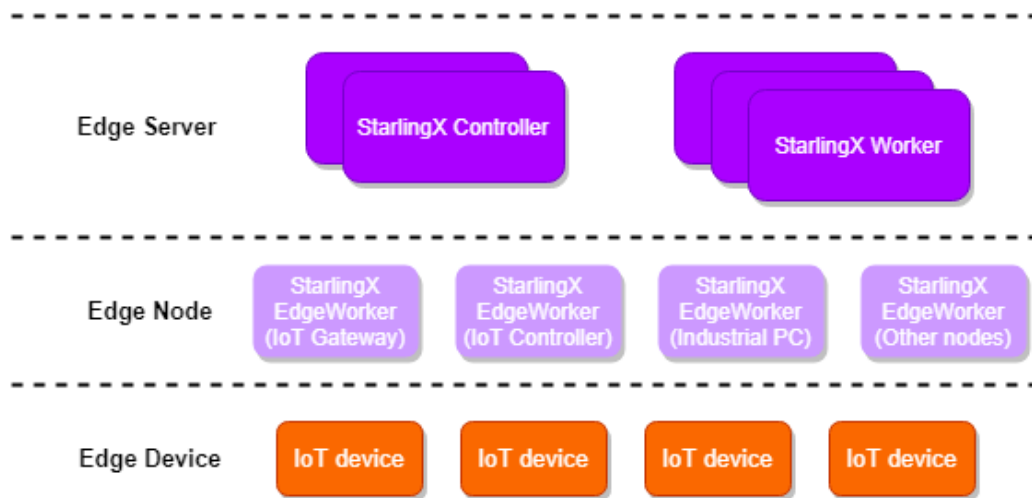 Edge Server
StarlingX Controller
StarlingX Worker
Edge Node
StarlingX
EdgeWorker
(IoT Gateway)
StarlingX
EdgeWorker
(IoT Controller)
StarlingX
EdgeWorker
(Industrial PC)
StarlingX
EdgeWorker
(Other nodes)
Edge Device
IoT device
IoT device
IoT device
IoT device